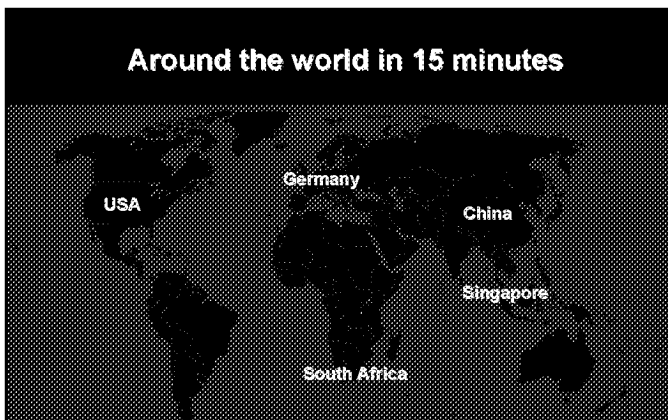 Around the world in 15 minutes
Germany
USA
China
Singapore
South Africa